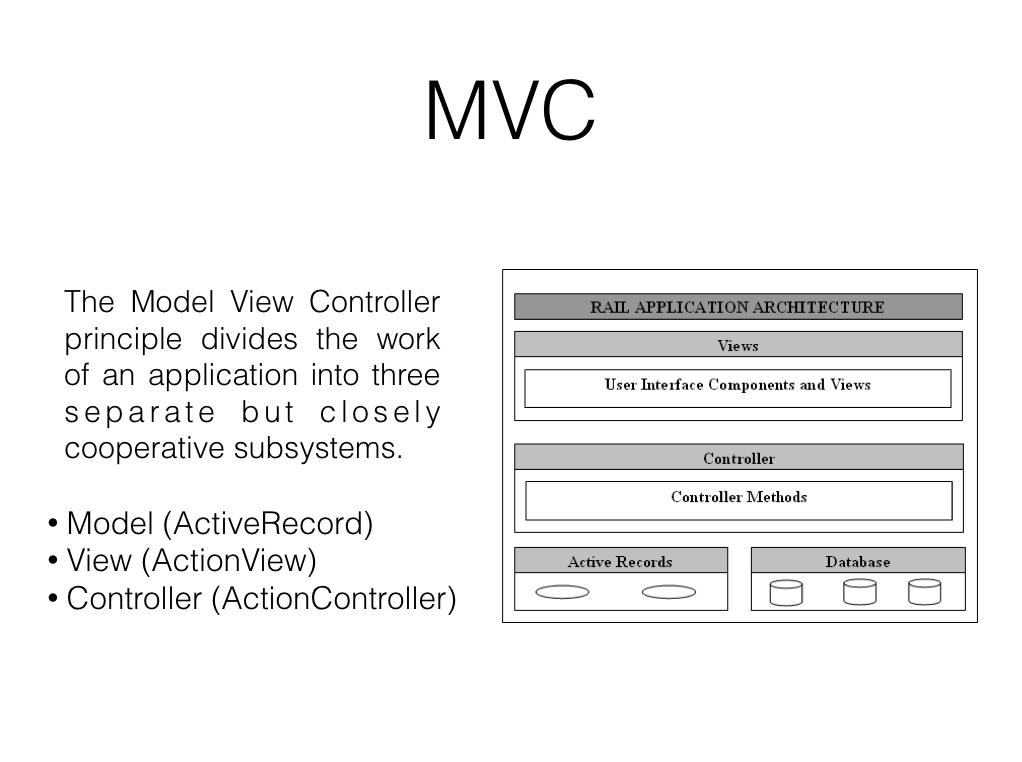 MVC
The Model View Controller
principle divides the work
of an application into three
separate but closely
cooperative subsystems.
• Model (ActiveRecord)
• View (ActionView)
• Controller (ActionController)
RAIL APPLICATION ARCHITECTURE
Views
User Interface Components and Views
Controller
Controller Methods
Active Records
Database